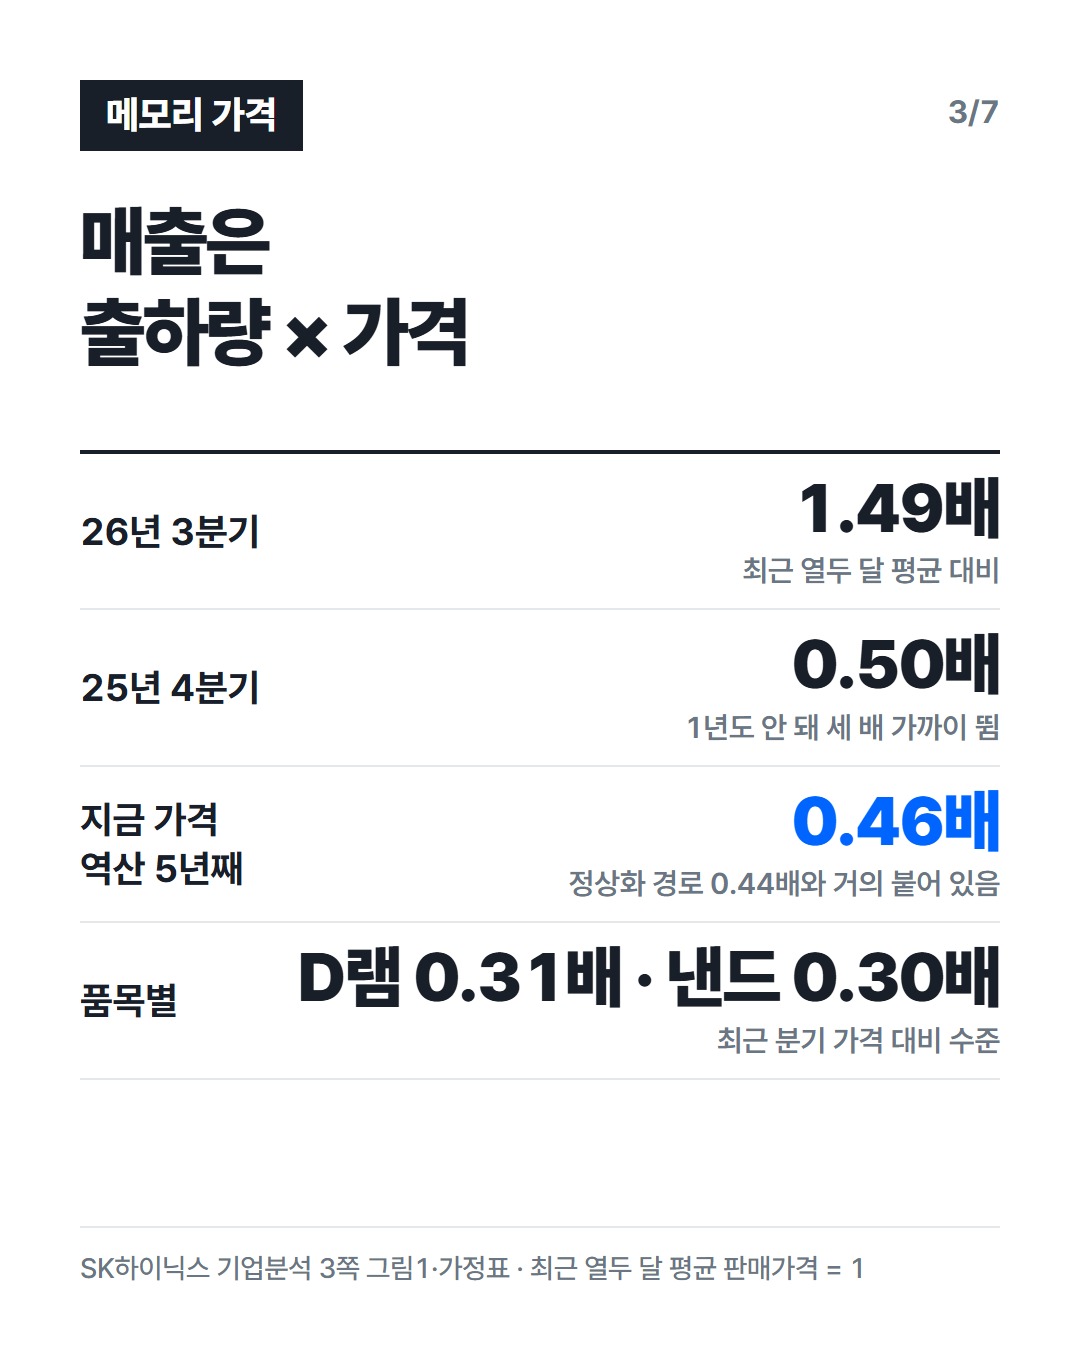 메모리 가격
3/7
매출은
출하량 × 가격
26년 3분기
1.49배
최근 열두 달 평균 대비
25년 4분기
0.50배
1년도 안 돼 세 배 가까이 뜀
지금 가격
역산 5년째
0.46배
정상화 경로 0.44배와 거의 붙어 있음
품목별
D램 0.31배 · 낸드 0.30배
최근 분기 가격 대비 수준
SK하이닉스 기업분석 3쪽 그림1·가정표 · 최근 열두 달 평균 판매가격 = 1